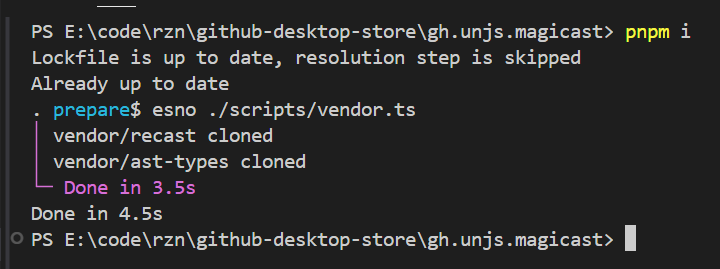 PS E:\code\rzn\github-desktop-store\gh.unjs.magicast> pnpm i
Lockfile is up to date, resolution step is skipped
Already up to date
. prepare$ esno ./scripts/vendor.ts
vendor/recast cloned
vendor/ast-types cloned
Done in 3.5s
Done in 4.5s
PS E:\code\rzn\github-desktop-store\gh.unjs.magicast>